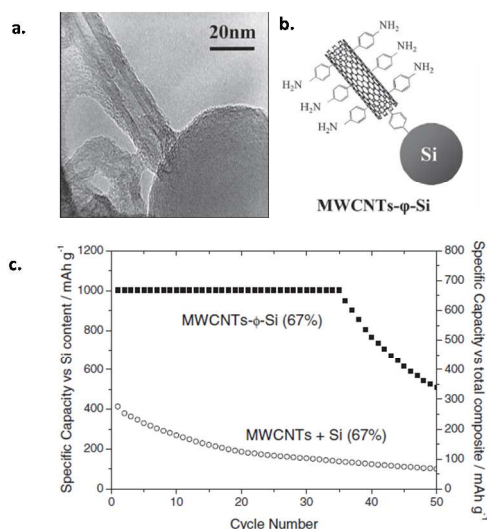 a.
20nm
b.
NH2
NH2
NH2
H2N
H2N
H2N
Si
MWCNTs-φ-Si
c.
Specific Capacity vs Si content / mAh g-1
1200
1000
800
600
400
200
0
MWCNTs-ϕ-Si (67%)
MWCNTs + Si (67%)
800
700
600
500
400
300
200
100
0
Specific Capacity vs total composite / mAh g-1
0 10 20 30 40 50
Cycle Number